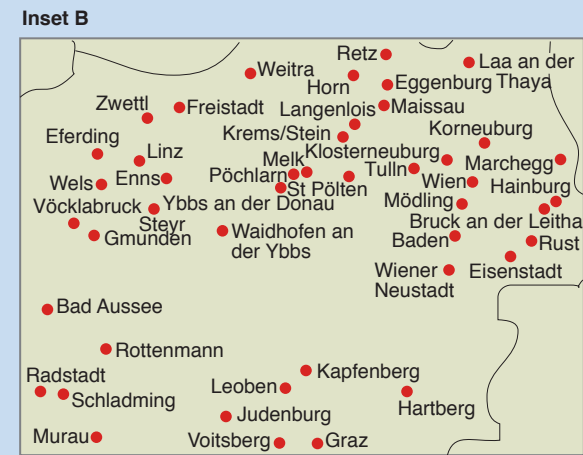 Inset B
Retz
Laa an der
Thaya
Weitra
Horn
Eggenburg
Zwettl
Freistadt
Langenlois
Maissau
Krems/Stein
Korneuburg
Eferding
Linz
Melk
Klosterneuburg
Marchegg
Pöchlarn
Tulln
Wels
Enns
St Pölten
Wien
Hainburg
Vöcklabruck
Ybbs an der Donau
Mödling
Steyr
Bruck an der Leitha
Gmunden
Waidhofen an
der Ybbs
Baden
Rust
Wiener
Neustadt
Eisenstadt
Bad Aussee
Rottenmann
Radstadt
Kapfenberg
Schladming
Leoben
Hartberg
Judenburg
Murau
Voitsberg
Graz